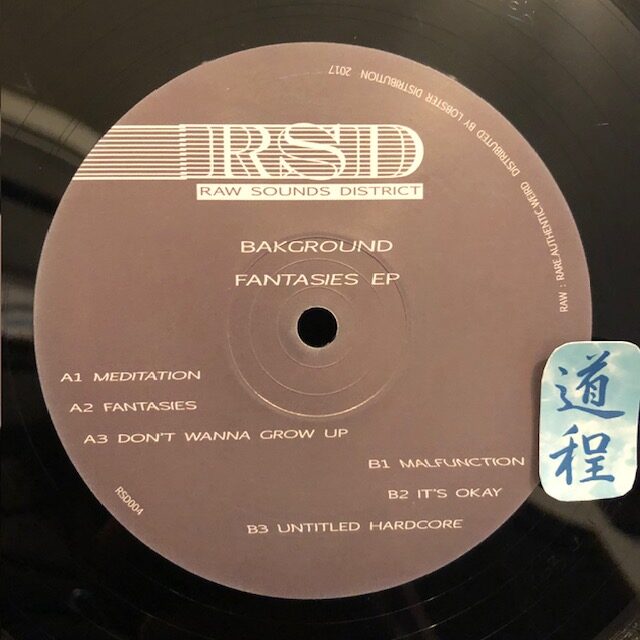 RSD
RAW SOUNDS DISTRICT
BAKGROUND
FANTASIES EP
A1 MEDITATION
A2 FANTASIES
A3 DON'T WANNA GROW UP
B1 MALFUNCTION
B2 IT'S OKAY
B3 UNTITLED HARDCORE
RSD004
RAW : RARE.AUTHENTIC.WEIRD DISTRIBUTED BY LOBSTER DISTRIBUTION 2017
道程